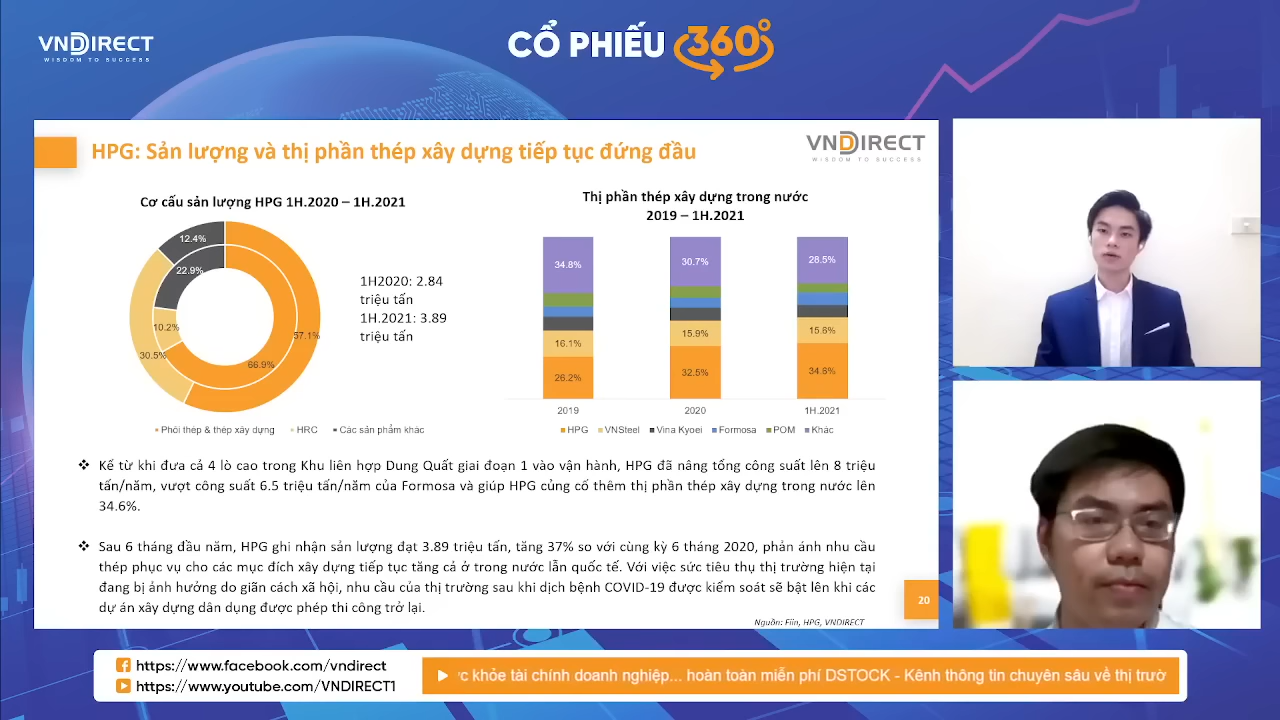 VNDIRECT
WISDOM TO SUCCESS
CỔ PHIẾU 360°
HPG: Sản lượng và thị phần thép xây dựng tiếp tục đứng đầu
VNDIRECT
WISDOM TO SUCCESS
Cơ cấu sản lượng HPG 1H.2020 – 1H.2021
12.4%
22.9%
10.2%
30.5%
57.1%
66.9%
1H2020: 2.84
triệu tấn
1H.2021: 3.89
triệu tấn
Phôi thép & thép xây dựng HRC Các sản phẩm khác
Thị phần thép xây dựng trong nước
2019 – 1H.2021
34.8% 30.7% 28.5%
16.1% 15.9% 15.6%
26.2% 32.5% 34.6%
2019 2020 1H.2021
HPG VNSteel Vina Kyoei Formosa POM Khác
❖ Kể từ khi đưa cả 4 lò cao trong Khu liên hợp Dung Quất giai đoạn 1 vào vận hành, HPG đã nâng tổng công suất lên 8 triệu
tấn/năm, vượt công suất 6.5 triệu tấn/năm của Formosa và giúp HPG củng cố thêm thị phần thép xây dựng trong nước lên
34.6%.
❖ Sau 6 tháng đầu năm, HPG ghi nhận sản lượng đạt 3.89 triệu tấn, tăng 37% so với cùng kỳ 6 tháng 2020, phản ánh nhu cầu
thép phục vụ cho các mục đích xây dựng tiếp tục tăng cả ở trong nước lẫn quốc tế. Với việc sức tiêu thụ thị trường hiện tại
đang bị ảnh hưởng do giãn cách xã hội, nhu cầu của thị trường sau khi dịch bệnh COVID-19 được kiểm soát sẽ bật lên khi các
dự án xây dựng dân dụng được phép thi công trở lại.
20
Nguồn: Fiin, HPG, VNDIRECT
https://www.facebook.com/vndirect
https://www.youtube.com/VNDIRECT1
khỏe tài chính doanh nghiệp... hoàn toàn miễn phí DSTOCK - Kênh thông tin chuyên sâu về thị trườ